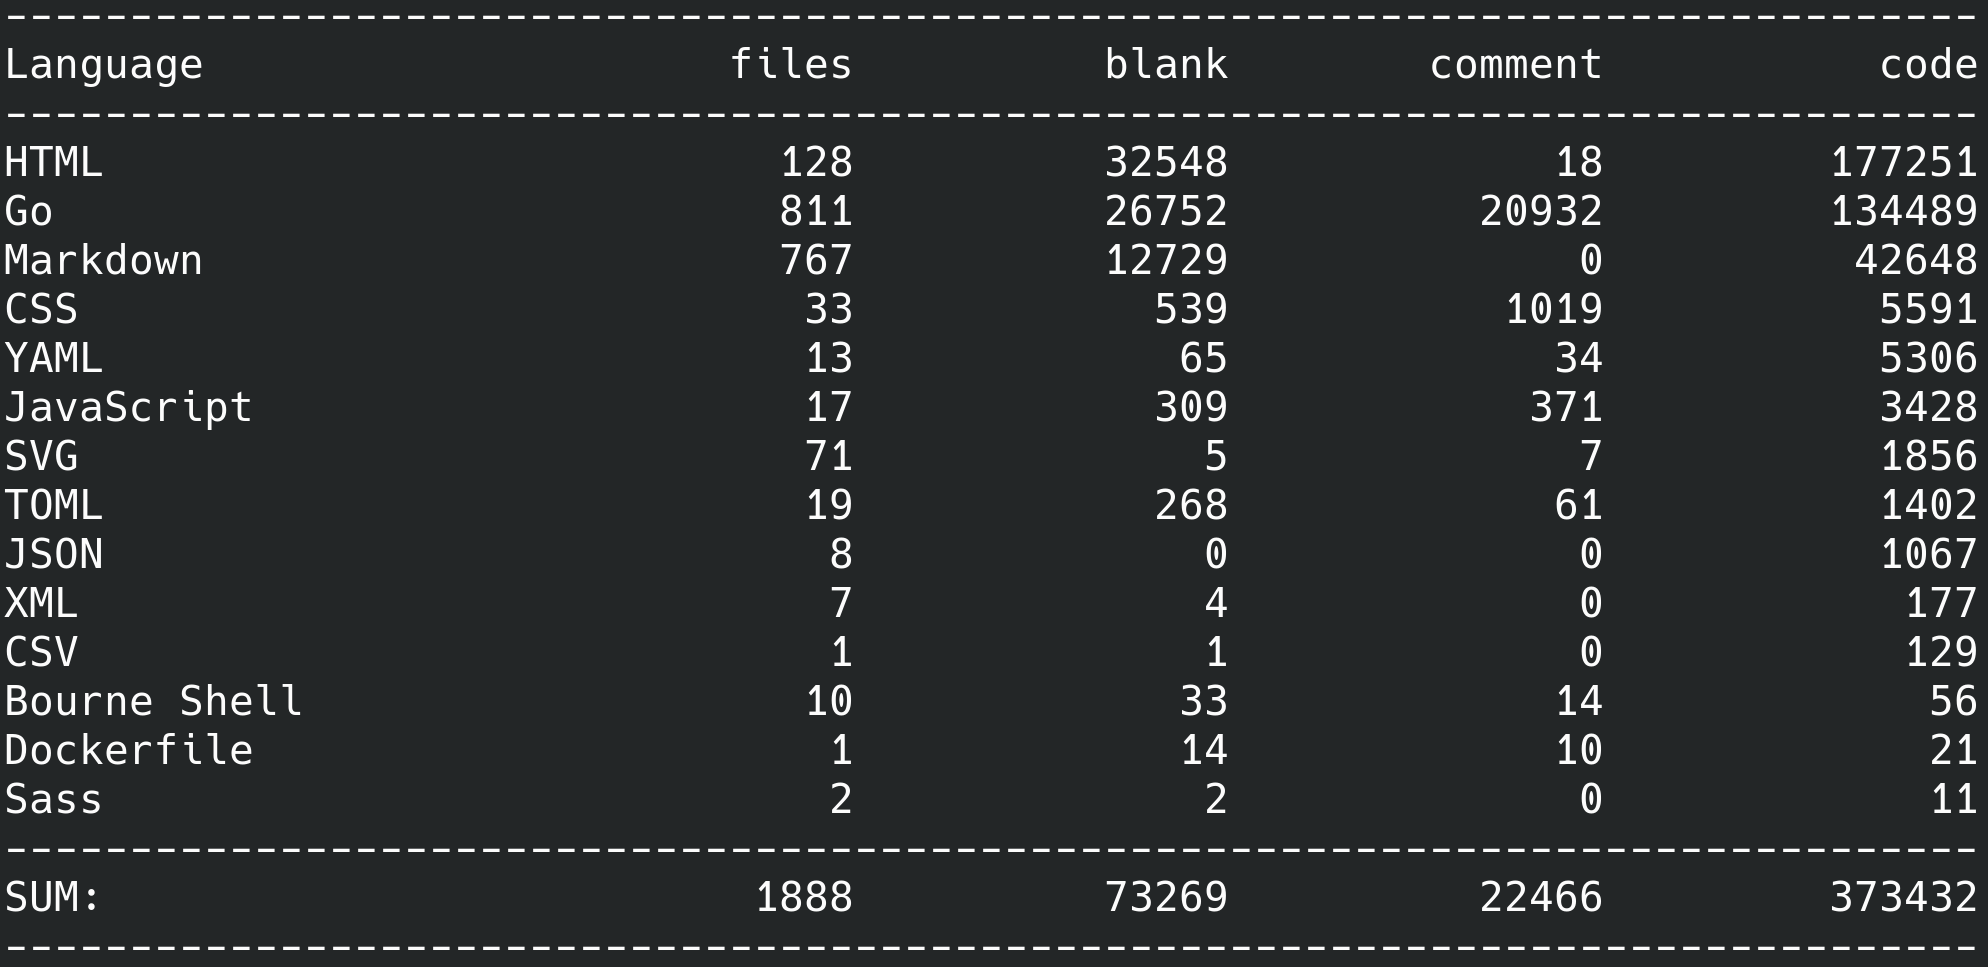 -------------------------------------------------------------------------------
Language                     files          blank        comment           code
-------------------------------------------------------------------------------
HTML                           128          32548             18         177251
Go                             811          26752          20932         134489
Markdown                       767          12729              0          42648
CSS                             33            539           1019           5591
YAML                            13             65             34           5306
JavaScript                      17            309            371           3428
SVG                             71              5              7           1856
TOML                            19            268             61           1402
JSON                             8              0              0           1067
XML                              7              4              0            177
CSV                              1              1              0            129
Bourne Shell                    10             33             14             56
Dockerfile                       1             14             10             21
Sass                             2              2              0             11
-------------------------------------------------------------------------------
SUM:                          1888          73269          22466         373432
-------------------------------------------------------------------------------